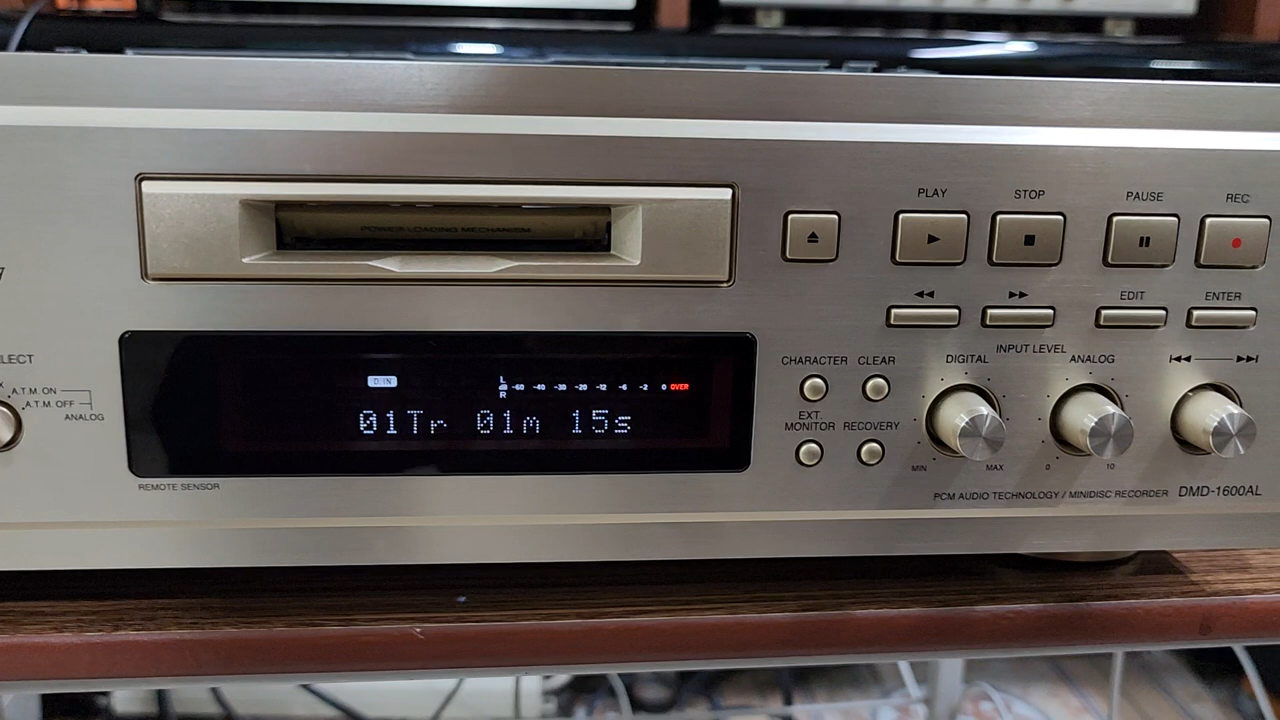 POWER LOADING MECHANISM
PLAY
STOP
PAUSE
REC
EDIT
ENTER
INPUT LEVEL
DIGITAL
ANALOG
CHARACTER
CLEAR
EXT.
MONITOR
RECOVERY
MIN
MAX
0
10
A.T.M. ON
A.T.M. OFF
ANALOG
D.IN
L
dB -60 -40 -30 -20 -12 -6 -2 0 OVER
R
01Tr 01m 15s
REMOTE SENSOR
PCM AUDIO TECHNOLOGY / MINIDISC RECORDER DMD-1600AL